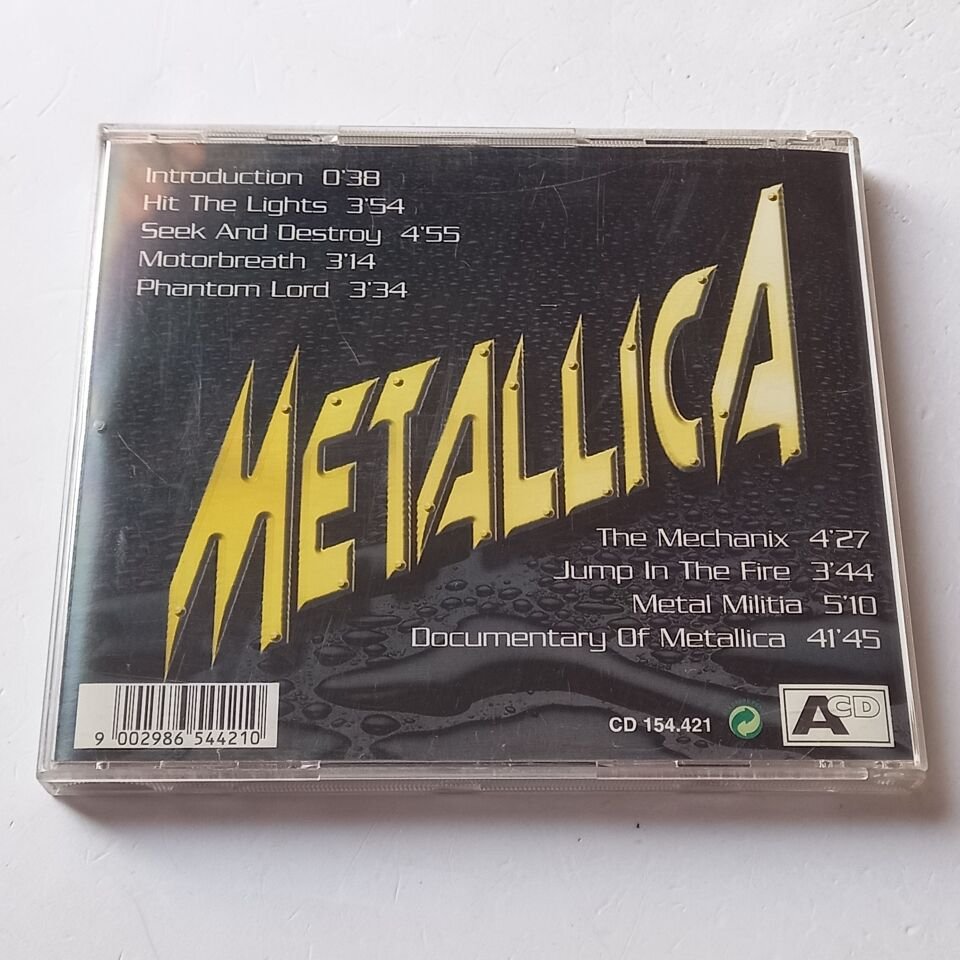 Introduction 0'38
Hit The Lights 3'54
Seek And Destroy 4'55
Motorbreath 3'14
Phantom Lord 3'34
METALLICA
The Mechanix 4'27
Jump In The Fire 3'44
Metal Militia 5'10
Documentary Of Metallica 41'45
9 002986 544210
CD 154.421
ACD